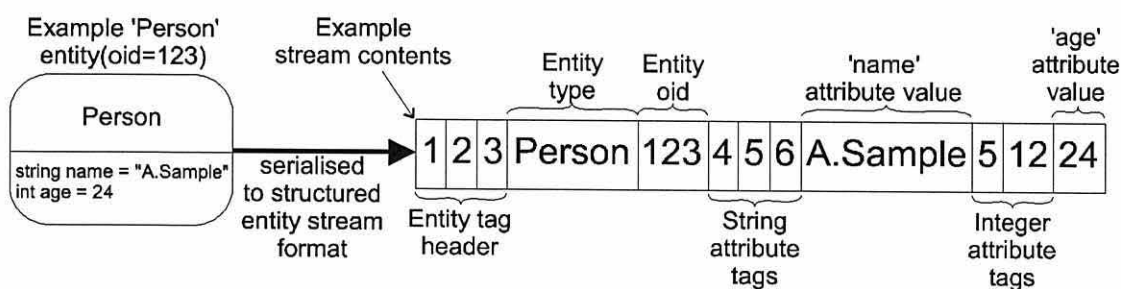 Example 'Person'
entity(oid=123)
Person
string name = "A.Sample"
int age = 24
serialised
to structured
entity stream
format
Example
stream contents
Entity
type
Entity
oid
'name'
attribute value
'age'
attribute
value
1 2 3 Person 123 4 5 6 A.Sample 5 12 24
Entity tag
header
String
attribute
tags
Integer
attribute
tags